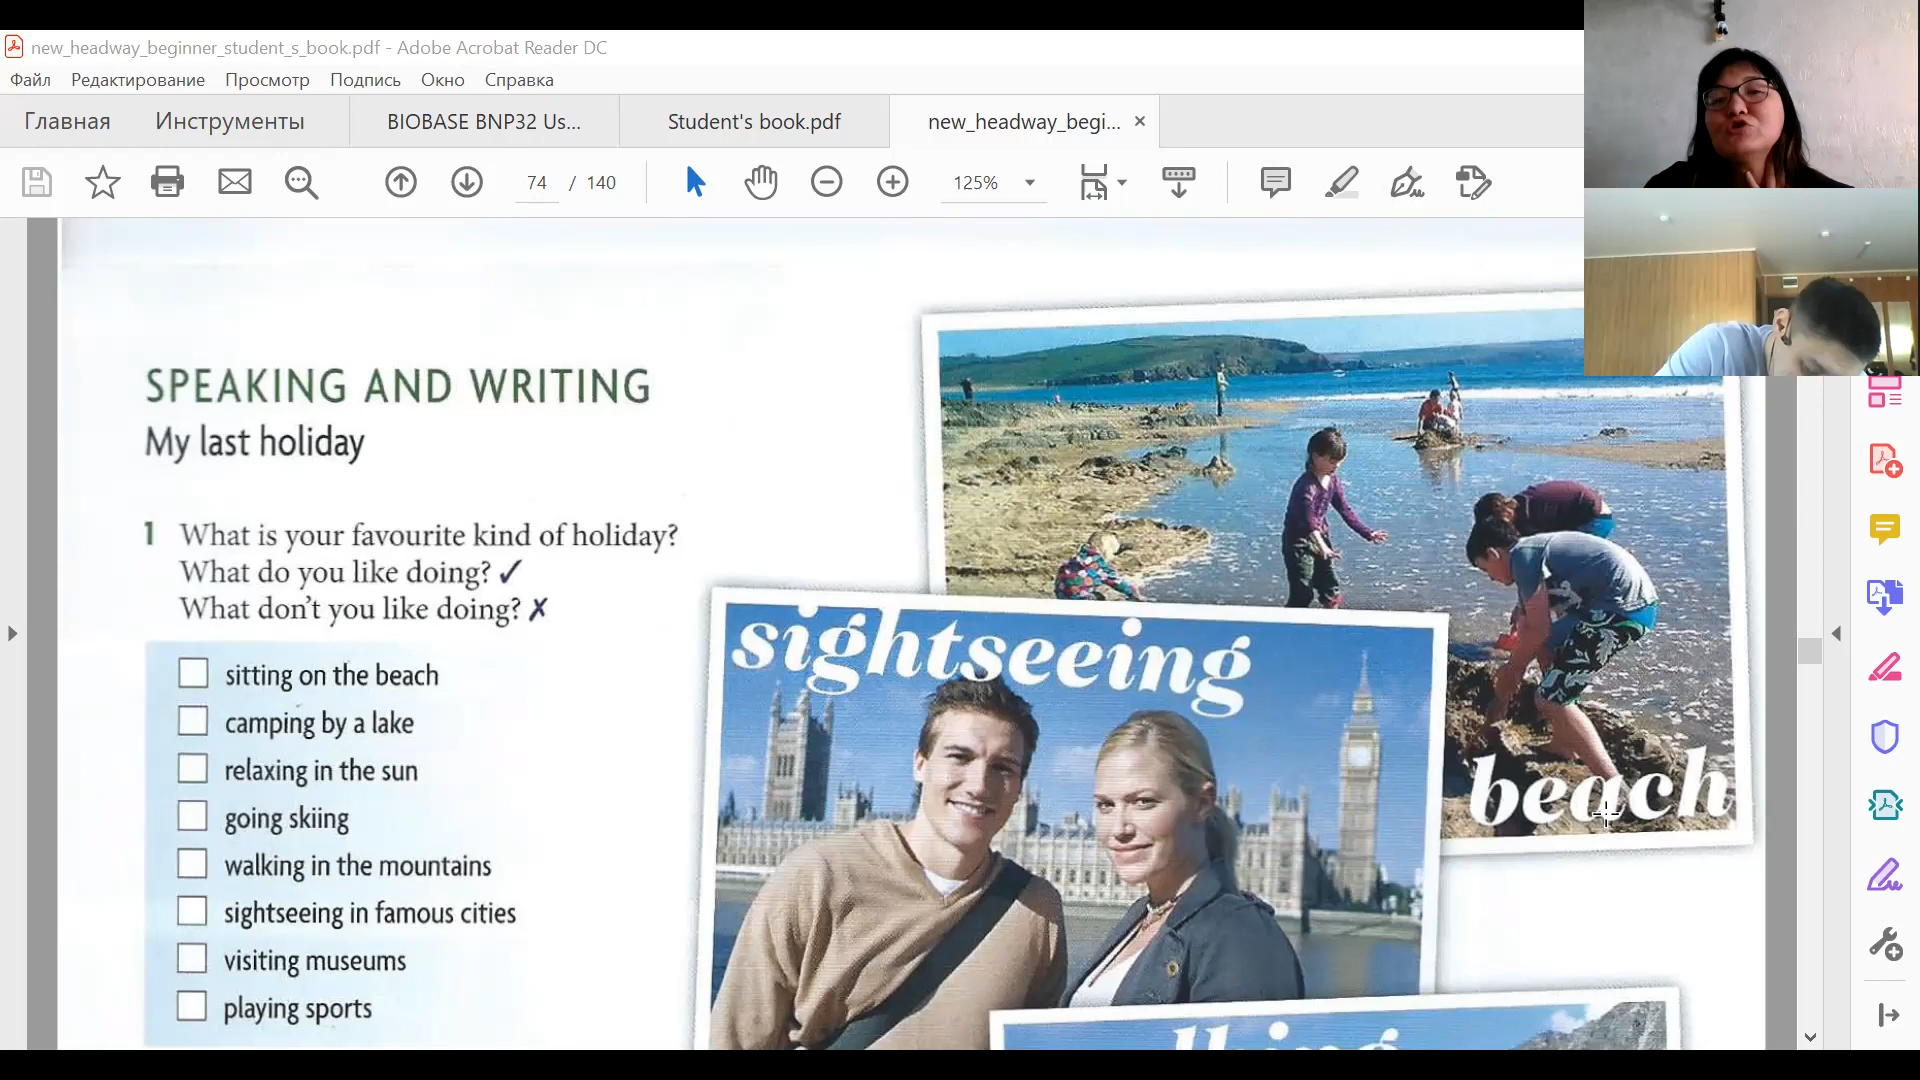 new_headway_beginner_student_s_book.pdf - Adobe Acrobat Reader DC
Файл Редактирование Просмотр Подпись Окно Справка
Главная Инструменты BIOBASE BNP32 Us... Student's book.pdf new_headway_begi... ×
74 / 140 125%
SPEAKING AND WRITING
My last holiday
1 What is your favourite kind of holiday?
What do you like doing? ✓
What don't you like doing? ✗
sitting on the beach
camping by a lake
relaxing in the sun
going skiing
walking in the mountains
sightseeing in famous cities
visiting museums
playing sports
sightseeing
beach